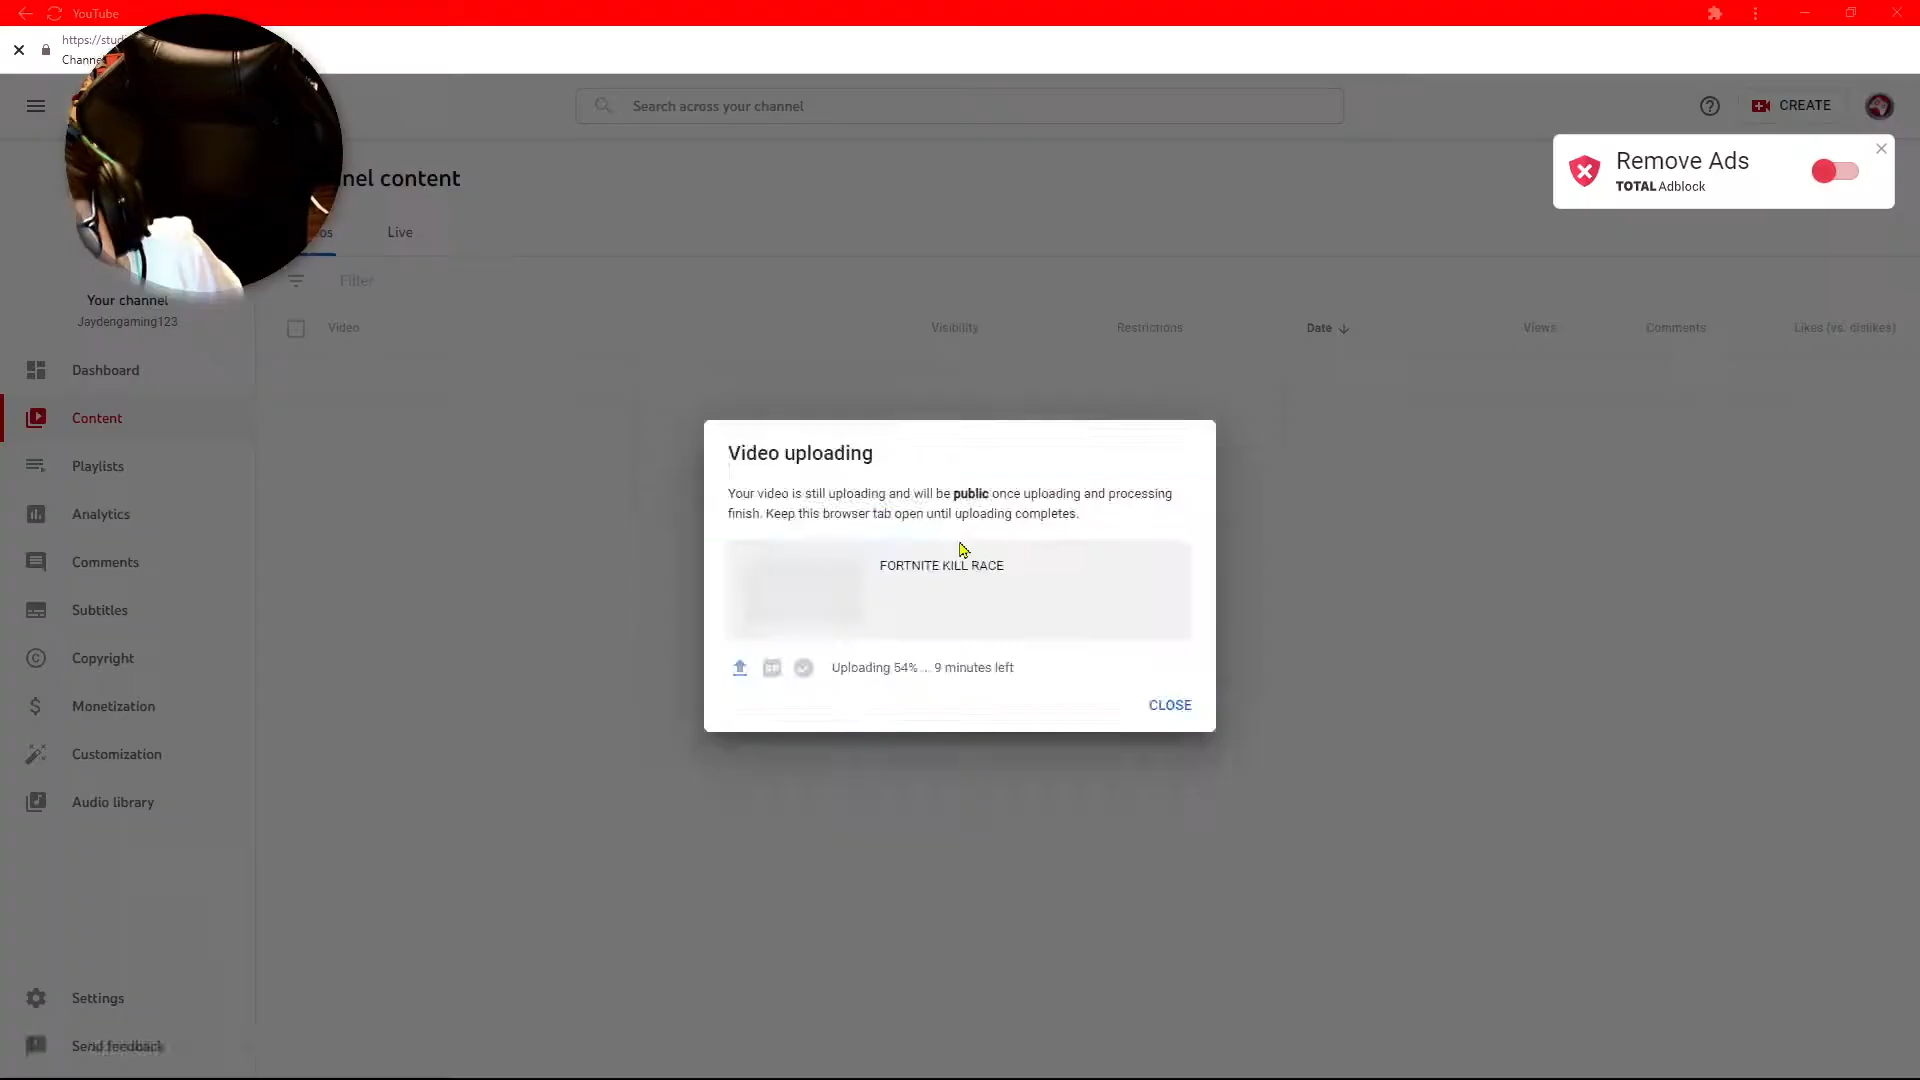 YouTube
https://stud
Channe
Search across your channel
CREATE
Remove Ads
TOTAL Adblock
nel content
os
Live
Filter
Your channel
Jaydengaming123
Video
Visibility
Restrictions
Date
Views
Comments
Likes (vs. dislikes)
Dashboard
Content
Playlists
Analytics
Comments
Subtitles
Copyright
Monetization
Customization
Audio library
Settings
Send feedback
Video uploading
Your video is still uploading and will be public once uploading and processing
finish. Keep this browser tab open until uploading completes.
FORTNITE KILL RACE
Uploading 54% ... 9 minutes left
CLOSE